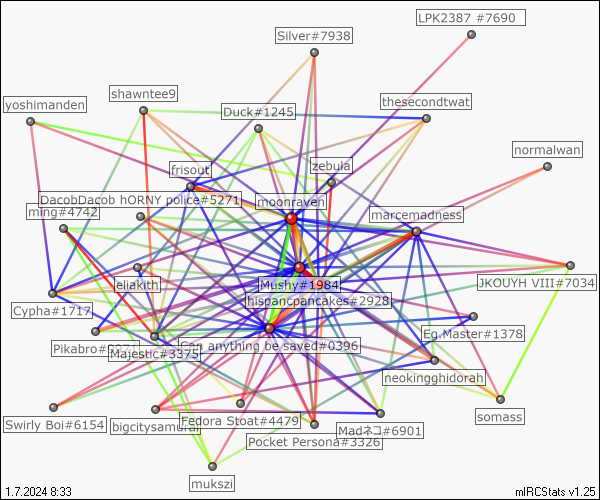 LPK2387 #7690
Silver#7938
shawntee9
yoshimanden
Duck#1245
thesecondtwat
normalwan
zebula
frisout
DacobDacob hORNY police#5271
moonraven
ming#4742
marcemadness
eliakith
Mushy#1984
JKOUYH VIII#7034
hispancpancakes#2928
Cypha#1717
Eg Master#1378
Can anything be saved#0396
Pikabro
Majestic#3375
neokingghidorah
Swirly Boi#6154
bigcitysamurai
Fedora Stoat#4479
Madネコ#6901
somass
Pocket Persona#3326
mukszi
1.7.2024 8:33
mIRCStats v1.25